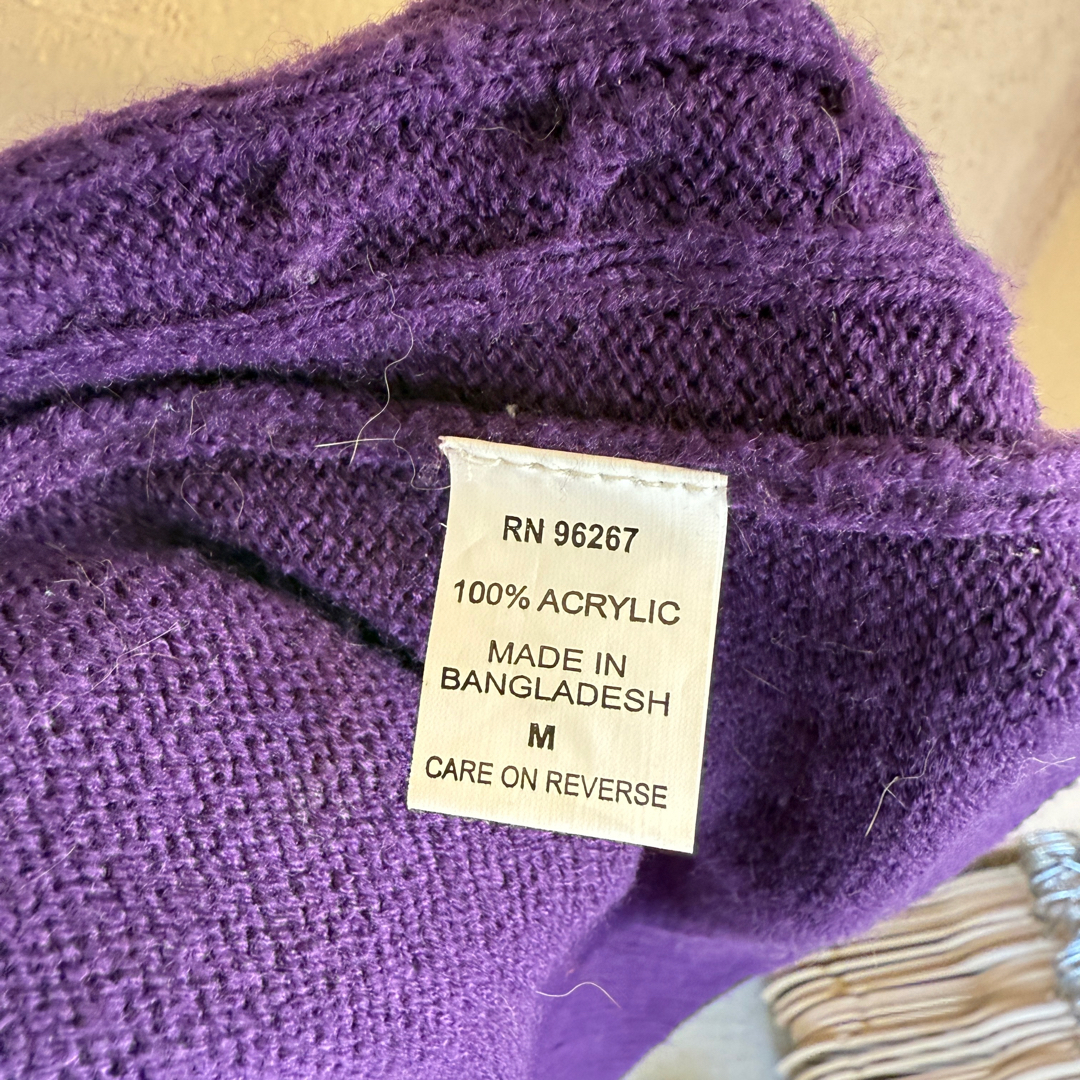 RN 96267
100% ACRYLIC
MADE IN
BANGLADESH
M
CARE ON REVERSE